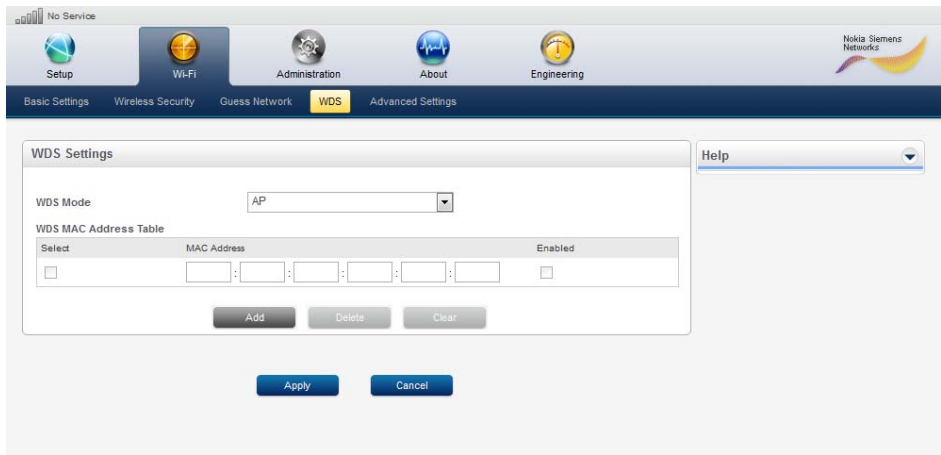 No Service
Setup Wi-Fi Administration About Engineering
Nokia Siemens
Networks
Basic Settings Wireless Security Guess Network WDS Advanced Settings
WDS Settings
Help
WDS Mode AP
WDS MAC Address Table
Select MAC Address Enabled
: : : : :
Add Delete Clear
Apply Cancel